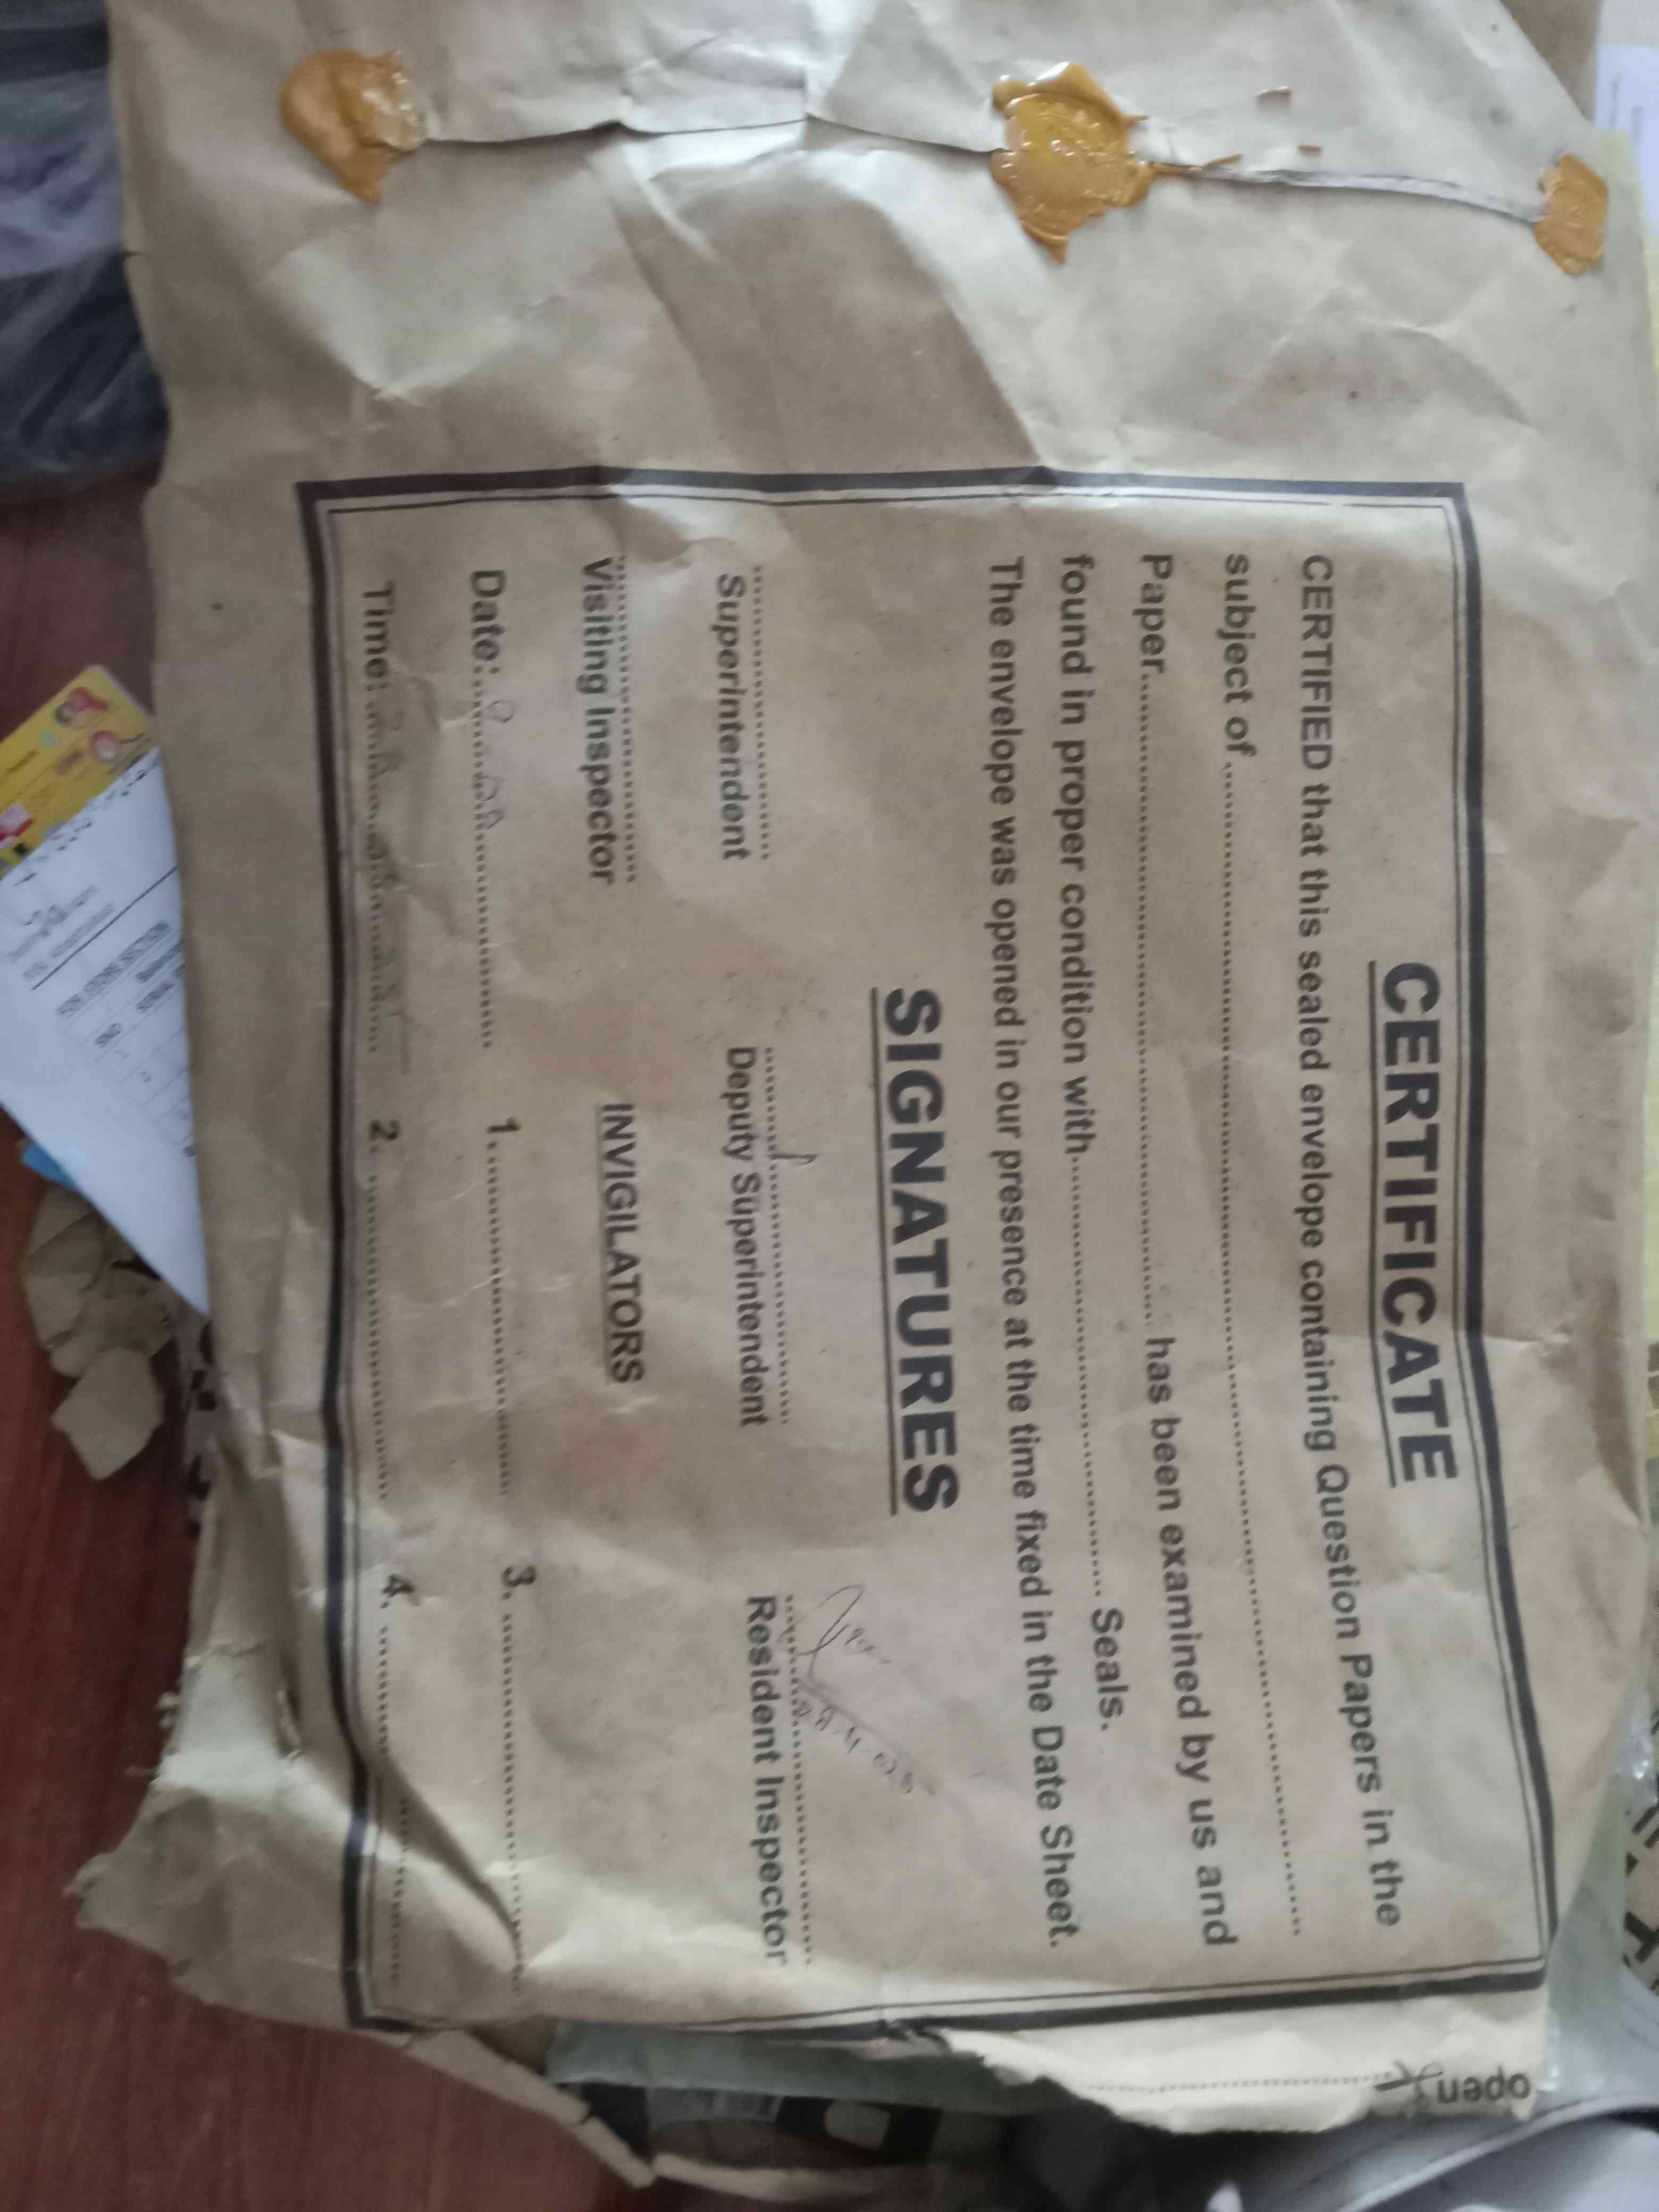 CERTIFICATE
CERTIFIED that this sealed envelope containing Question Papers in the
subject of
Paper has been examined by us and
found in proper condition with Seals.
The envelope was opened in our presence at the time fixed in the Date Sheet.
SIGNATURES
Superintendent Deputy Superintendent Resident Inspector
Visiting Inspector INVIGILATORS
Date: 1. 3.
Time: 2. 4.
open